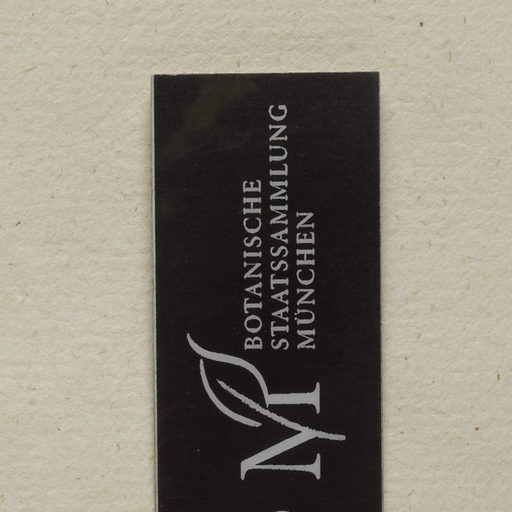 BOTANISCHE
STAATSSAMMLUNG
MÜNCHEN
M